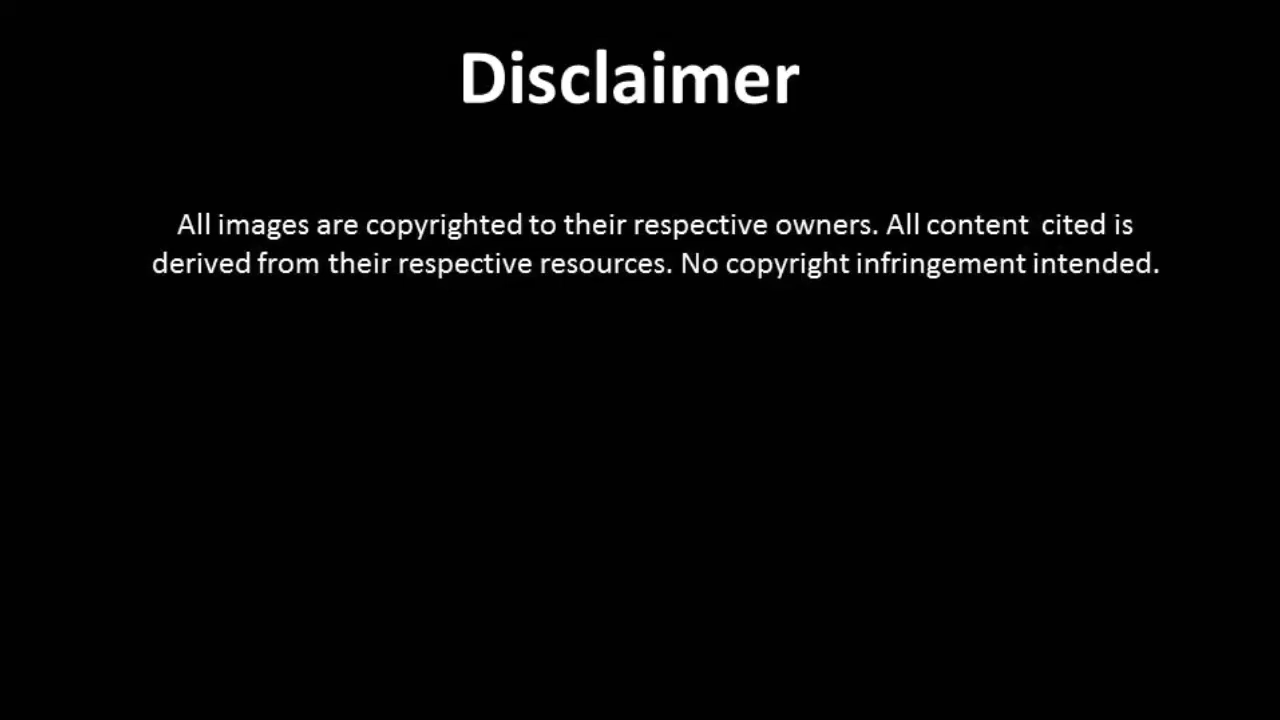 Disclaimer
All images are copyrighted to their respective owners. All content  cited is
derived from their respective resources. No copyright infringement intended.